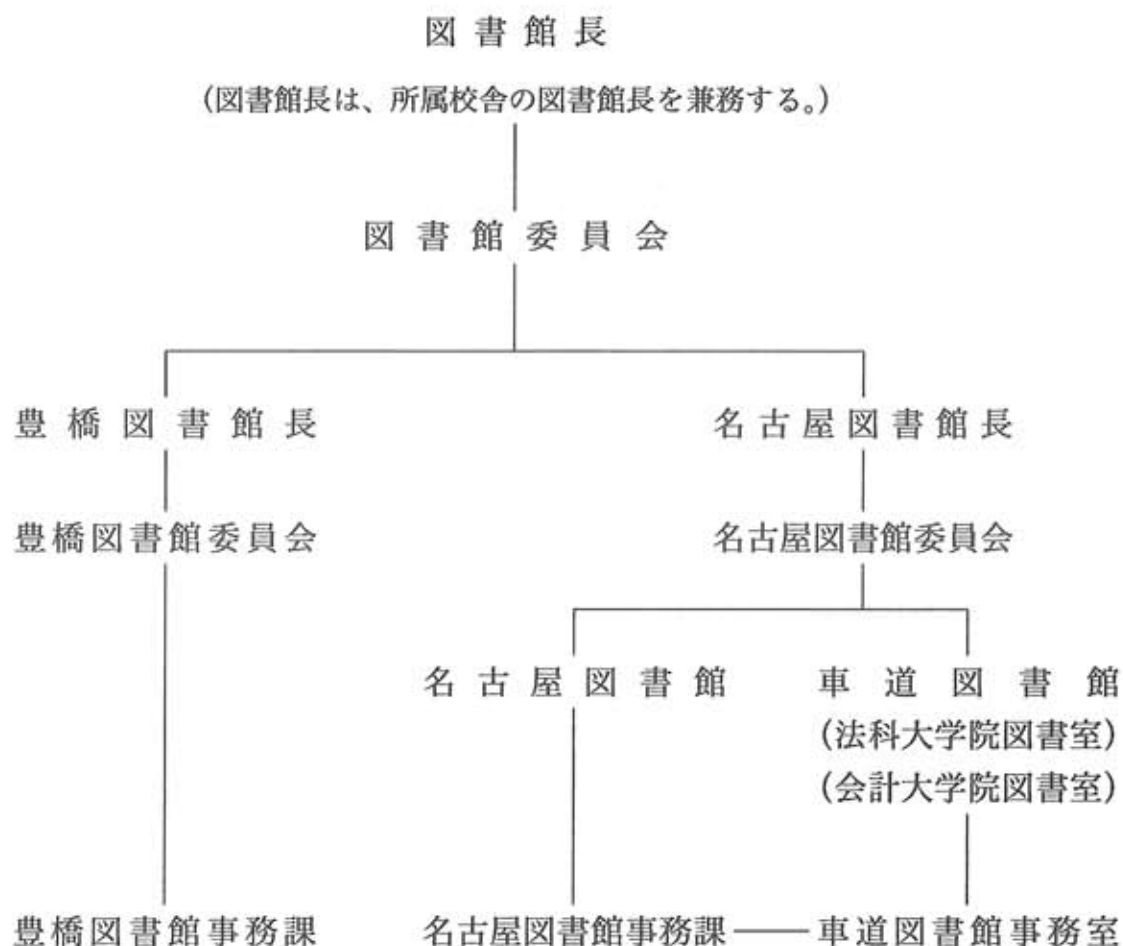 図書館長
(図書館長は、所属校舎の図書館長を兼務する。)
図書館委員会
豊橋図書館長
名古屋図書館長
豊橋図書館委員会
名古屋図書館委員会
名古屋図書館
車道図書館
(法科大学院図書室)
(会計大学院図書室)
豊橋図書館事務課
名古屋図書館事務課
車道図書館事務室